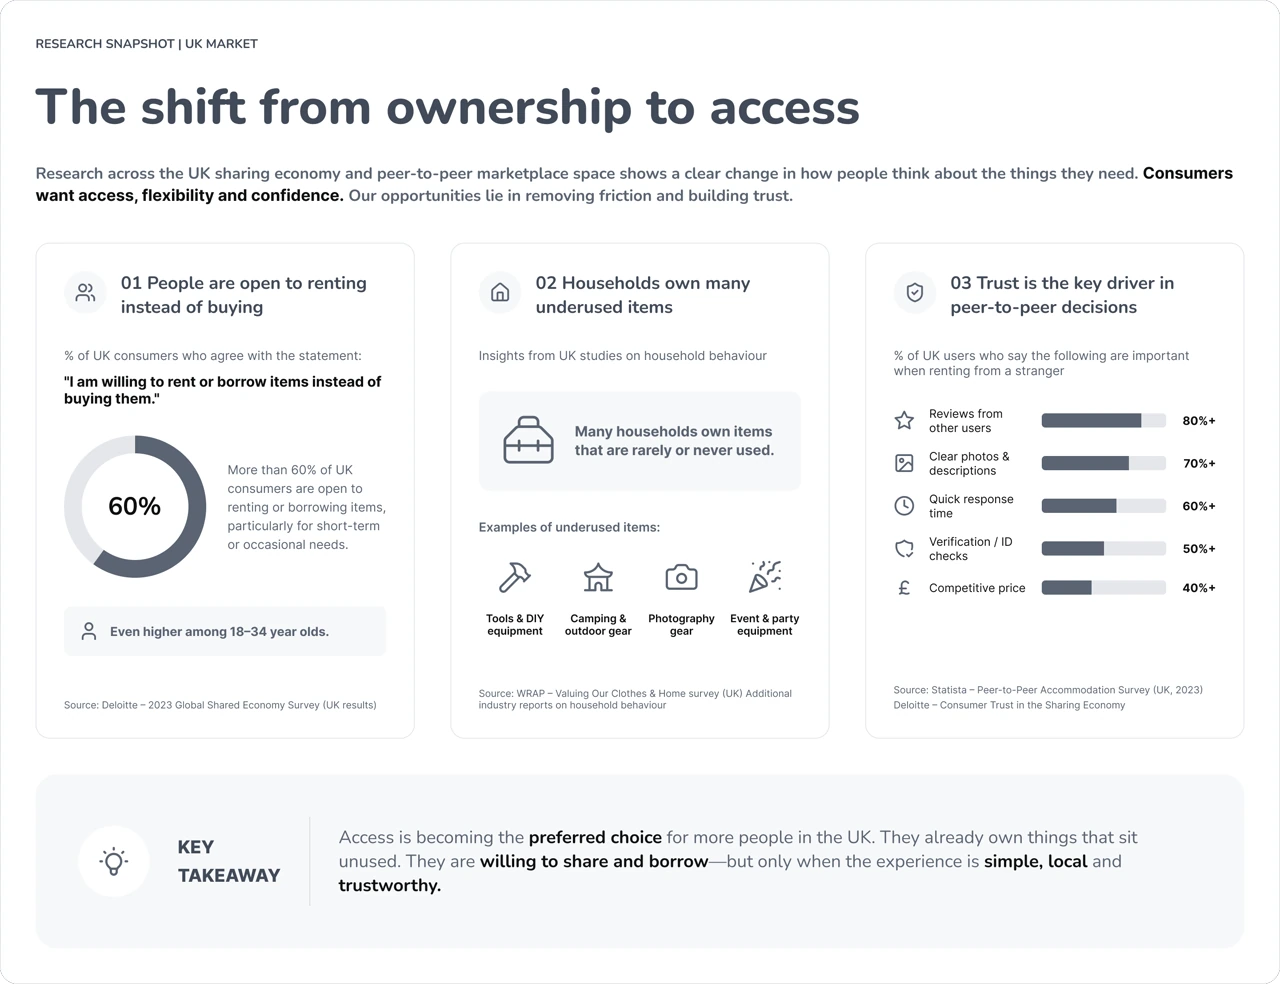 RESEARCH SNAPSHOT | UK MARKET
The shift from ownership to access
Research across the UK sharing economy and peer-to-peer marketplace space shows a clear change in how people think about the things they need. Consumers
want access, flexibility and confidence. Our opportunities lie in removing friction and building trust.
01 People are open to renting
instead of buying
% of UK consumers who agree with the statement:
"I am willing to rent or borrow items instead of
buying them."
60%
More than 60% of UK
consumers are open to
renting or borrowing items,
particularly for short-term
or occasional needs.
Even higher among 18–34 year olds.
Source: Deloitte – 2023 Global Shared Economy Survey (UK results)
02 Households own many
underused items
Insights from UK studies on household behaviour
Many households own items
that are rarely or never used.
Examples of underused items:
Tools & DIY
equipment
Camping &
outdoor gear
Photography
gear
Event & party
equipment
Source: WRAP – Valuing Our Clothes & Home survey (UK) Additional
industry reports on household behaviour
03 Trust is the key driver in
peer-to-peer decisions
% of UK users who say the following are important
when renting from a stranger
Reviews from
other users
80%+
Clear photos &
descriptions
70%+
Quick response
time
60%+
Verification / ID
checks
50%+
£
Competitive price
40%+
Source: Statista – Peer-to-Peer Accommodation Survey (UK, 2023)
Deloitte – Consumer Trust in the Sharing Economy
KEY
TAKEAWAY
Access is becoming the preferred choice for more people in the UK. They already own things that sit
unused. They are willing to share and borrow—but only when the experience is simple, local and
trustworthy.